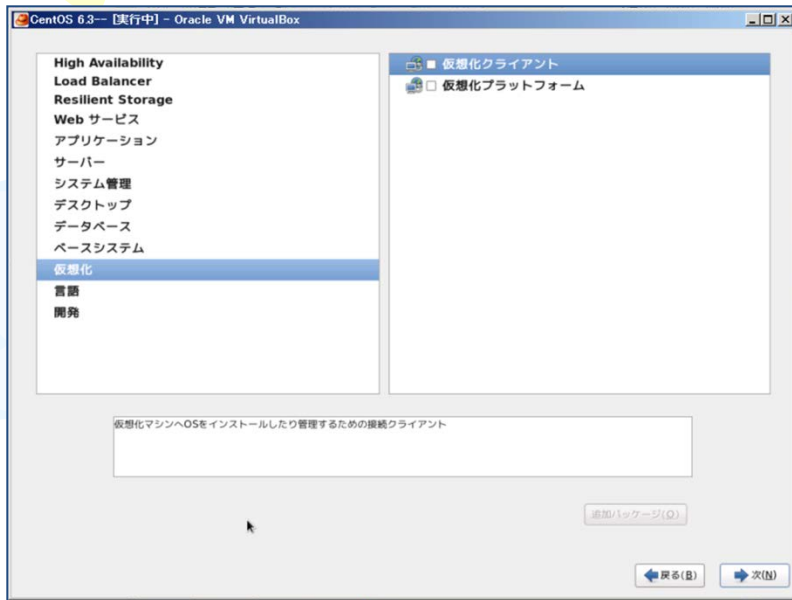 CentOS 6.3-- [実行中] - Oracle VM VirtualBox
High Availability
Load Balancer
Resilient Storage
Web サービス
アプリケーション
サーバー
システム管理
デスクトップ
データベース
ベースシステム
仮想化
言語
開発
仮想化クライアント
仮想化プラットフォーム
仮想化マシンへOSをインストールしたり管理するための接続クライアント
追加パッケージ(O)
戻る(B)
次(N)